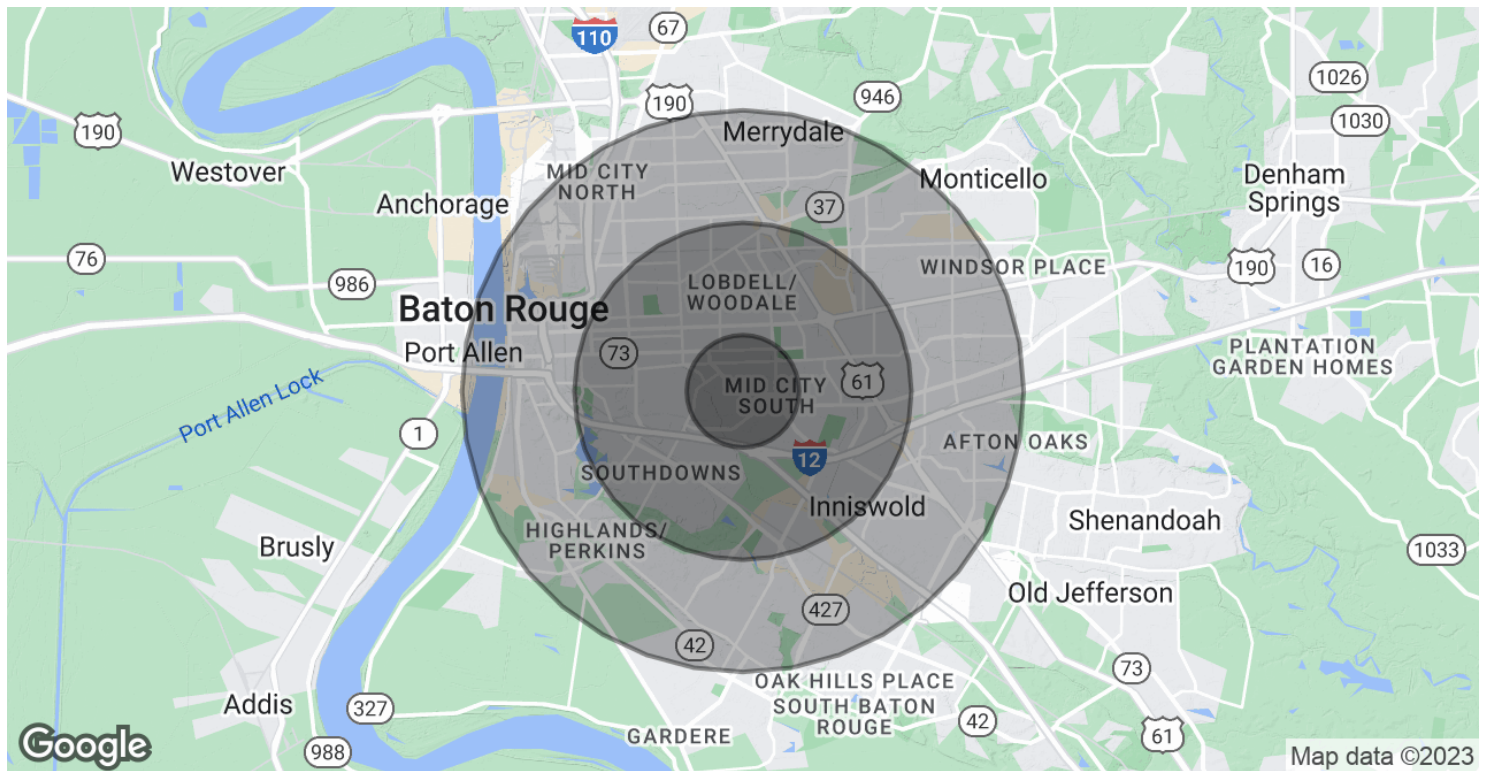 110
67
190
946
1026
1030
190
Merrydale
Westover
MID CITY
NORTH
Monticello
Denham
Springs
Anchorage
37
76
986
LOBDELL/
WOODALE
WINDSOR PLACE
190
16
Baton Rouge
Port Allen
73
MID CITY
SOUTH
61
PLANTATION
GARDEN HOMES
Port Allen Lock
1
12
AFTON OAKS
SOUTHDOWNS
Inniswold
Shenandoah
HIGHLANDS/
PERKINS
Brusly
1033
Old Jefferson
427
42
73
OAK HILLS PLACE
SOUTH BATON
ROUGE
Addis
327
42
61
GARDERE
988
Google
Map data ©2023